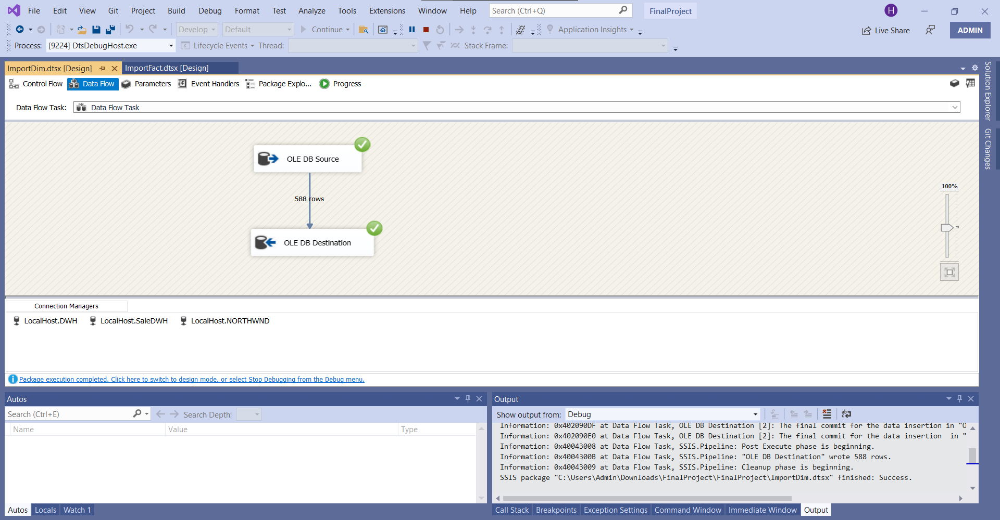 File Edit View Git Project Build Debug Format Test Analyze Tools Extensions Window Help Search (Ctrl+Q) FinalProject H
Develop Default Continue Application Insights Live Share ADMIN
Process: [9224] DtsDebugHost.exe Lifecycle Events Thread: Stack Frame:
ImportDim.dtsx [Design] ImportFact.dtsx [Design]
Control Flow Data Flow Parameters Event Handlers Package Explo... Progress
Data Flow Task: Data Flow Task
Solution Explorer
Git Changes
OLE DB Source
100%
588 rows
OLE DB Destination
Connection Managers
LocalHost.DWH LocalHost.SaleDWH LocalHost.NORTHWND
Package execution completed. Click here to switch to design mode, or select Stop Debugging from the Debug menu.
Autos
Search (Ctrl+E) Search Depth:
Name Value Type
Autos Locals Watch 1
Output
Show output from: Debug
Information: 0x402090DF at Data Flow Task, OLE DB Destination [2]: The final commit for the data insertion in "O
Information: 0x402090E0 at Data Flow Task, OLE DB Destination [2]: The final commit for the data insertion  in "
Information: 0x40043008 at Data Flow Task, SSIS.Pipeline: Post Execute phase is beginning.
Information: 0x4004300B at Data Flow Task, SSIS.Pipeline: "OLE DB Destination" wrote 588 rows.
Information: 0x40043009 at Data Flow Task, SSIS.Pipeline: Cleanup phase is beginning.
SSIS package "C:\Users\Admin\Downloads\FinalProject\FinalProject\ImportDim.dtsx" finished: Success.
Call Stack Breakpoints Exception Settings Command Window Immediate Window Output